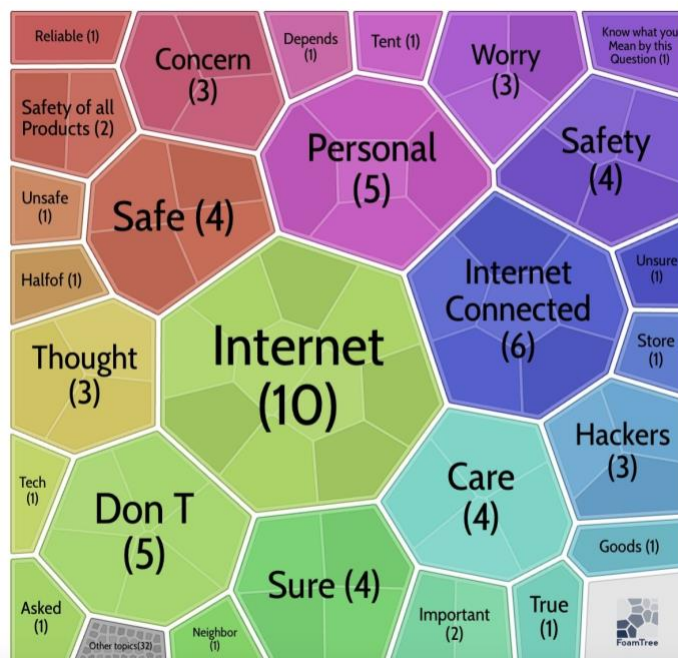 Reliable (1)
Concern
(3)
Depends
(1)
Tent (1)
Worry
(3)
Know what you
Mean by this
Question (1)
Safety of all
Products (2)
Personal
(5)
Safety
(4)
Unsafe
(1)
Safe (4)
Halfof (1)
Internet
Connected
(6)
Unsure
(1)
Thought
(3)
Internet
(10)
Store
(1)
Hackers
(3)
Tech
(1)
Don T
(5)
Care
(4)
Goods (1)
Sure (4)
Asked
(1)
Other topics(32)
Neighbor
(1)
Important
(2)
True
(1)
FoamTree